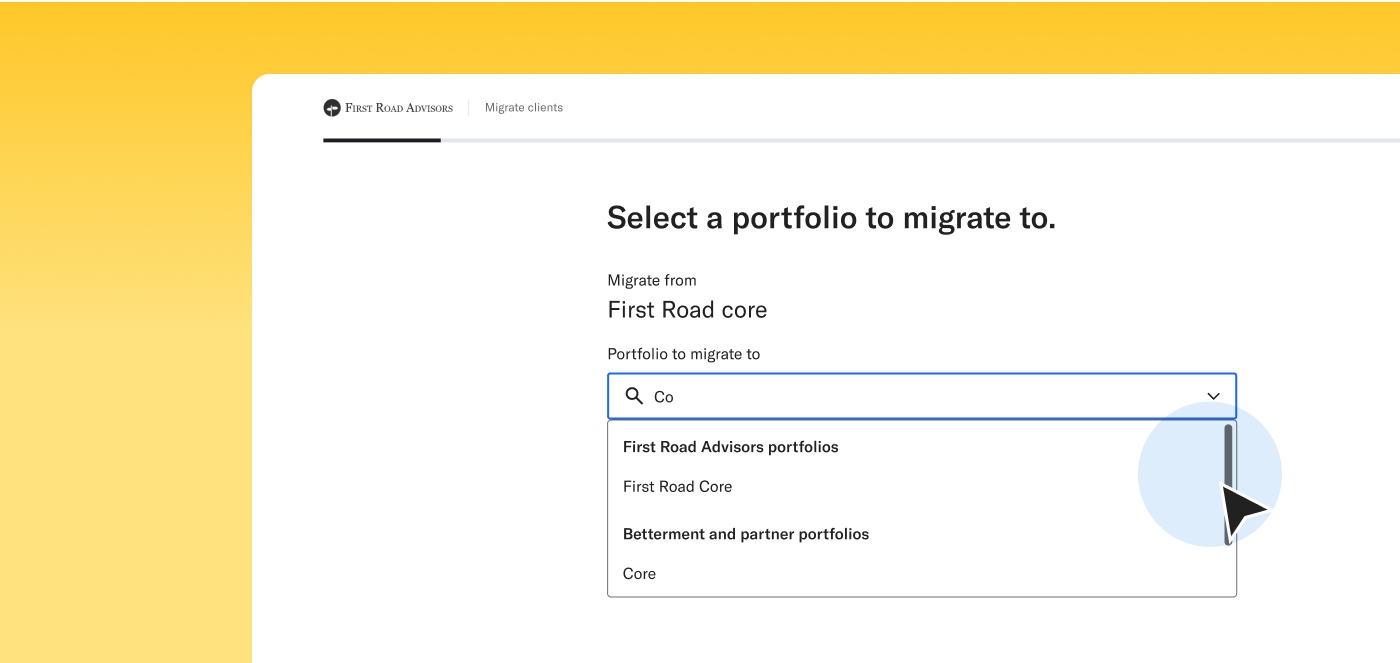 First Road Advisors
Migrate clients
Select a portfolio to migrate to.
Migrate from
First Road core
Portfolio to migrate to
Co
First Road Advisors portfolios
First Road Core
Betterment and partner portfolios
Core